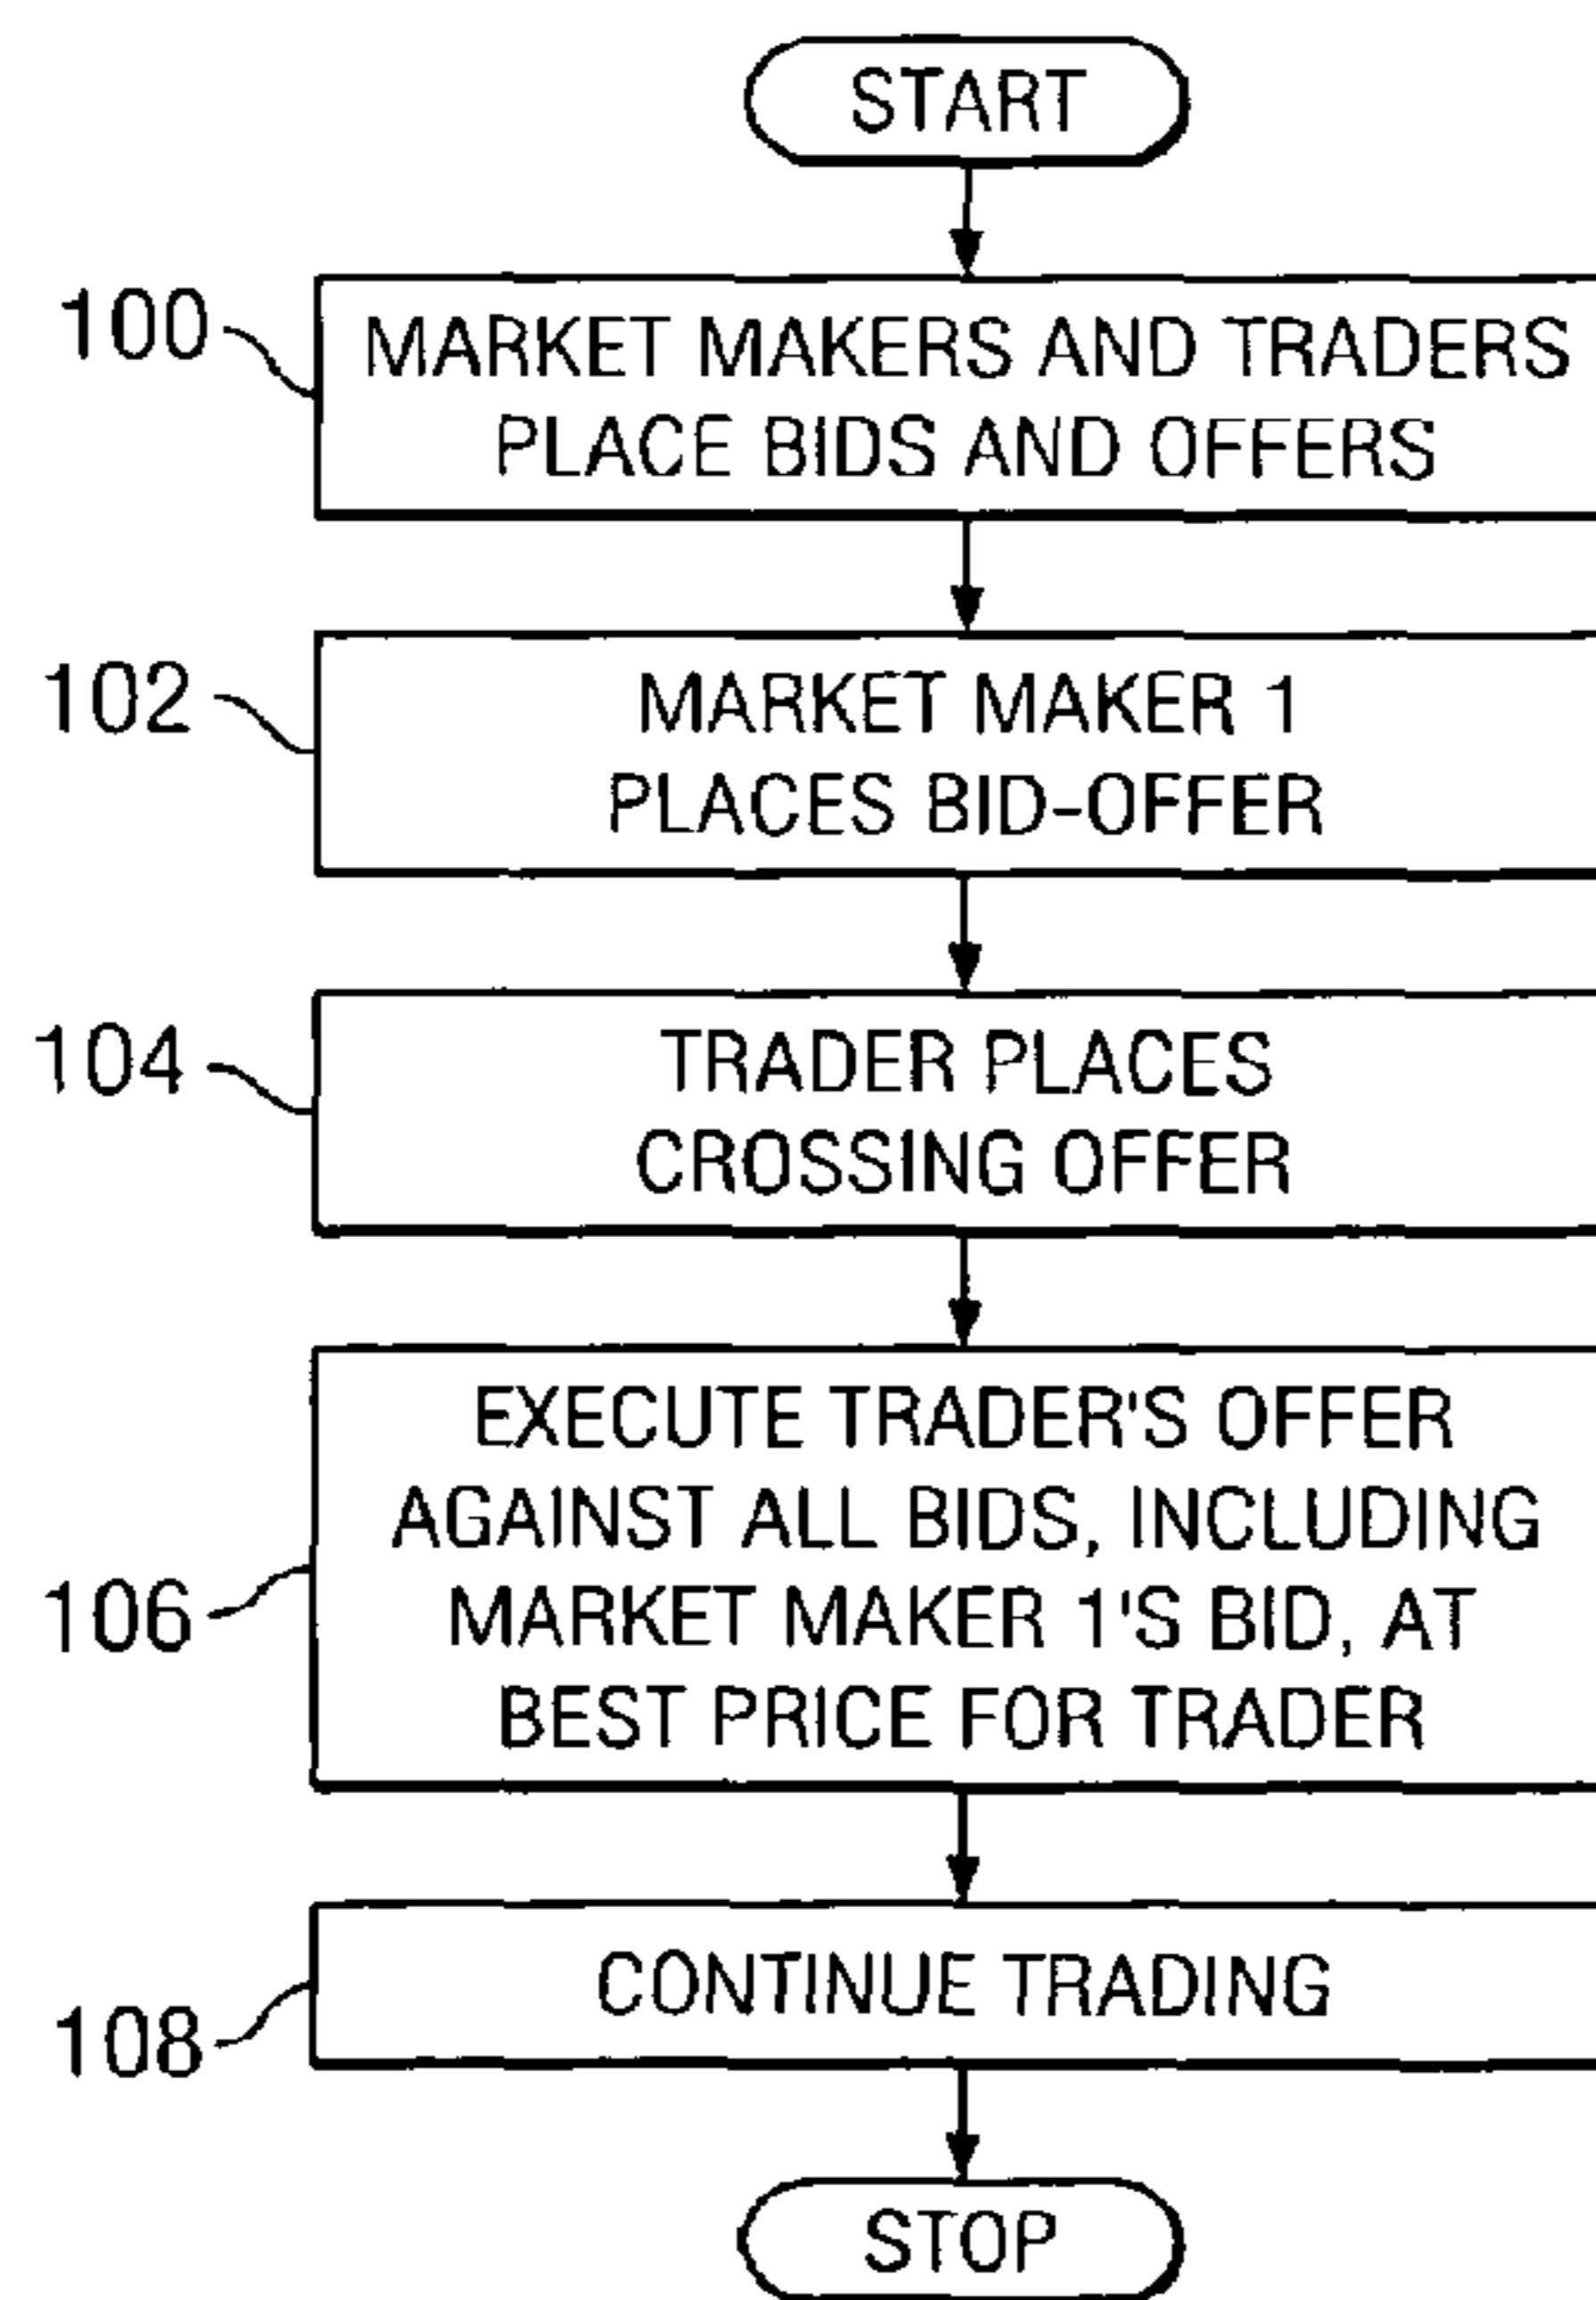 START
100
MARKET MAKERS AND TRADERS
PLACE BIDS AND OFFERS
102
MARKET MAKER 1
PLACES BID-OFFER
104
TRADER PLACES
CROSSING OFFER
106
EXECUTE TRADER'S OFFER
AGAINST ALL BIDS, INCLUDING
MARKET MAKER 1'S BID, AT
BEST PRICE FOR TRADER
108
CONTINUE TRADING
STOP